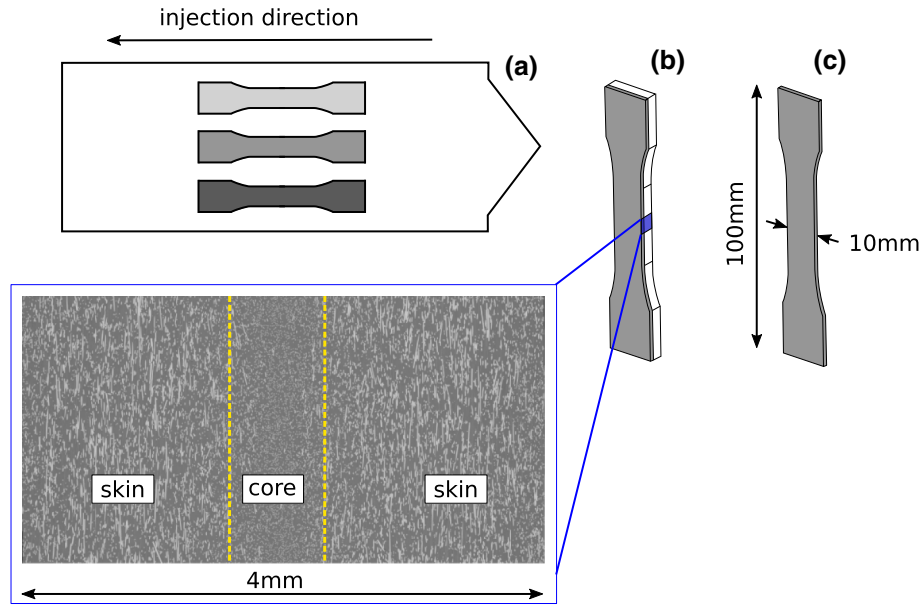 injection direction
(a)
(b)
(c)
100mm
10mm
skin
core
skin
4mm